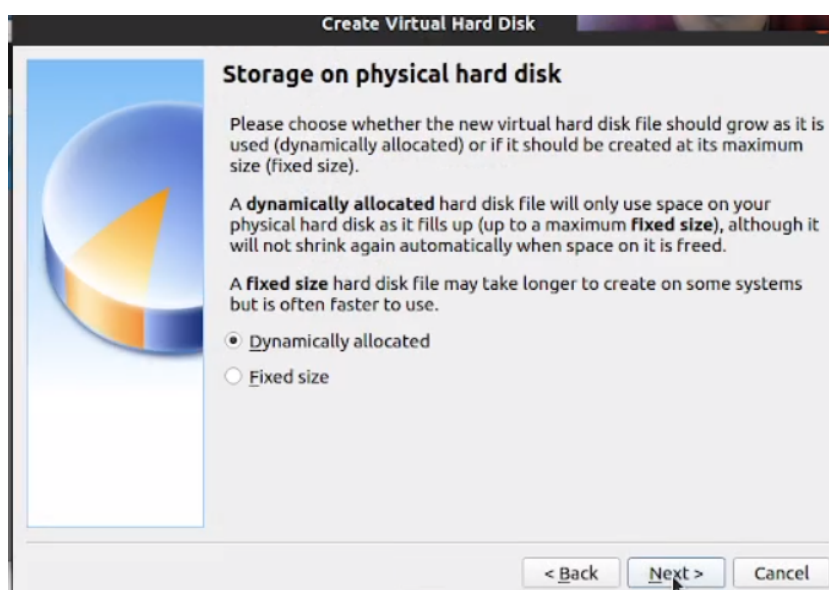 Create Virtual Hard Disk
Storage on physical hard disk
Please choose whether the new virtual hard disk file should grow as it is
used (dynamically allocated) or if it should be created at its maximum
size (fixed size).
A dynamically allocated hard disk file will only use space on your
physical hard disk as it fills up (up to a maximum fixed size), although it
will not shrink again automatically when space on it is freed.
A fixed size hard disk file may take longer to create on some systems
but is often faster to use.
Dynamically allocated
Fixed size
< Back Next > Cancel